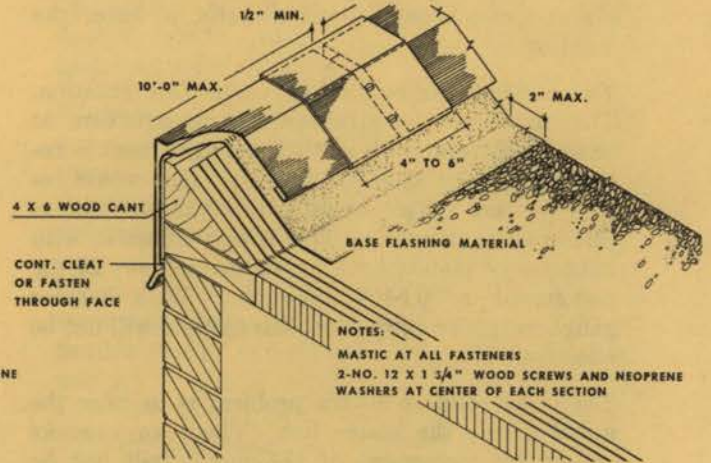 1/2" MIN.
10'-0" MAX.
2" MAX.
4" TO 6"
4 X 6 WOOD CANT
BASE FLASHING MATERIAL
CONT. CLEAT
OR FASTEN
THROUGH FACE
NOTES:
MASTIC AT ALL FASTENERS
2-NO. 12 X 1 3/4" WOOD SCREWS AND NEOPRENE
WASHERS AT CENTER OF EACH SECTION
NE